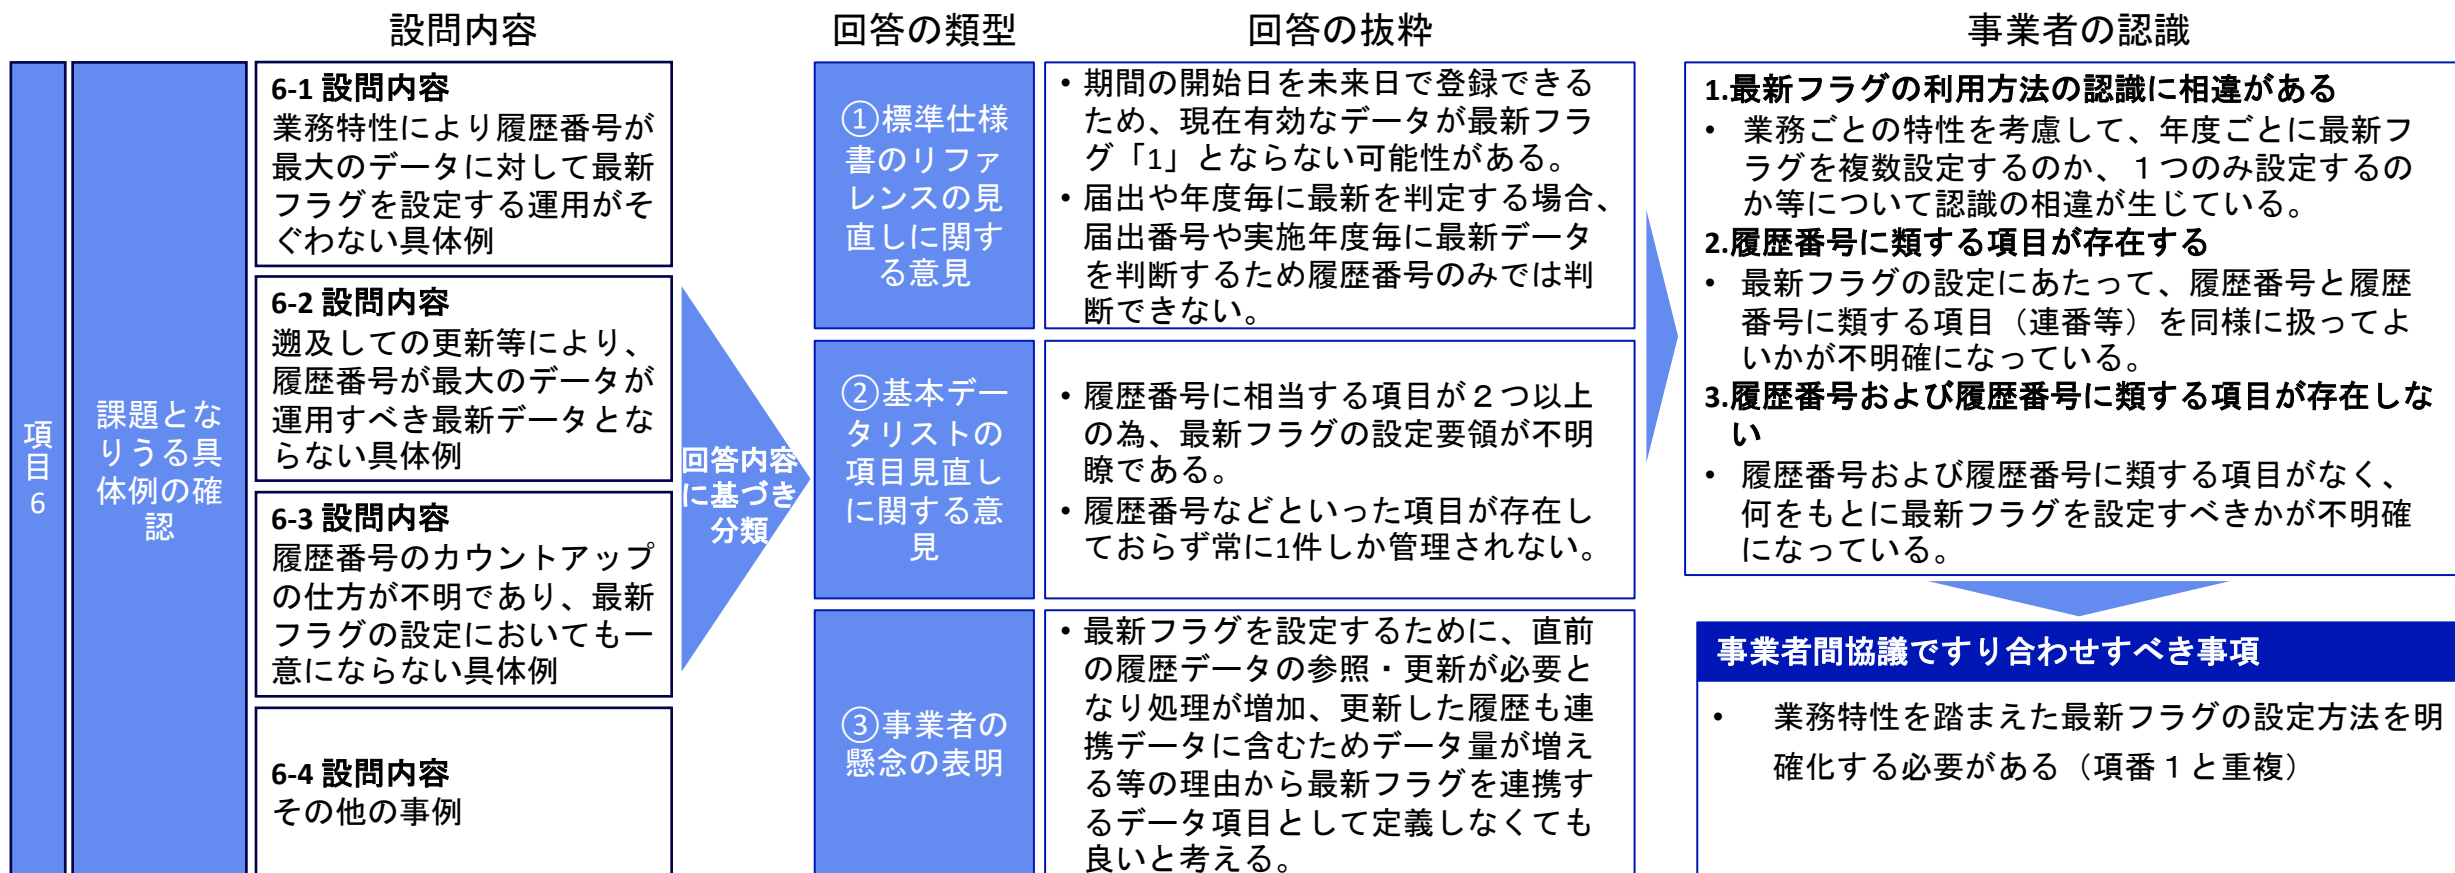 設問内容
回答の類型
回答の抜粋
事業者の認識
項
目
6
課題とな
りうる具
体例の確
認
6-1 設問内容
業務特性により履歴番号が
最大のデータに対して最新
フラグを設定する運用がそ
ぐわない具体例
6-2 設問内容
遡及しての更新等により、
履歴番号が最大のデータが
運用すべき最新データとな
らない具体例
6-3 設問内容
履歴番号のカウントアップ
の仕方が不明であり、最新
フラグの設定においても一
意にならない具体例
6-4 設問内容
その他の事例
回答内容
に基づき
分類
①標準仕様
書のリファ
レンスの見
直しに関す
る意見
• 期間の開始日を未来日で登録できる
ため、現在有効なデータが最新フラ
グ「1」とならない可能性がある。
• 届出や年度毎に最新を判定する場合、
届出番号や実施年度毎に最新データ
を判断するため履歴番号のみでは判
断できない。
②基本デー
タリストの
項目見直し
に関する意
見
• 履歴番号に相当する項目が２つ以上
の為、最新フラグの設定要領が不明
瞭である。
• 履歴番号などといった項目が存在し
ておらず常に1件しか管理されない。
③事業者の
懸念の表明
• 最新フラグを設定するために、直前
の履歴データの参照・更新が必要と
なり処理が増加、更新した履歴も連
携データに含むためデータ量が増え
る等の理由から最新フラグを連携す
るデータ項目として定義しなくても
良いと考える。
1.最新フラグの利用方法の認識に相違がある
• 業務ごとの特性を考慮して、年度ごとに最新フ
ラグを複数設定するのか、１つのみ設定するの
か等について認識の相違が生じている。
2.履歴番号に類する項目が存在する
• 最新フラグの設定にあたって、履歴番号と履歴
番号に類する項目（連番等）を同様に扱ってよ
いかが不明確になっている。
3.履歴番号および履歴番号に類する項目が存在しな
い
• 履歴番号および履歴番号に類する項目がなく、
何をもとに最新フラグを設定すべきかが不明確
になっている。
事業者間協議ですり合わせすべき事項
• 業務特性を踏まえた最新フラグの設定方法を明
確化する必要がある（項番１と重複）